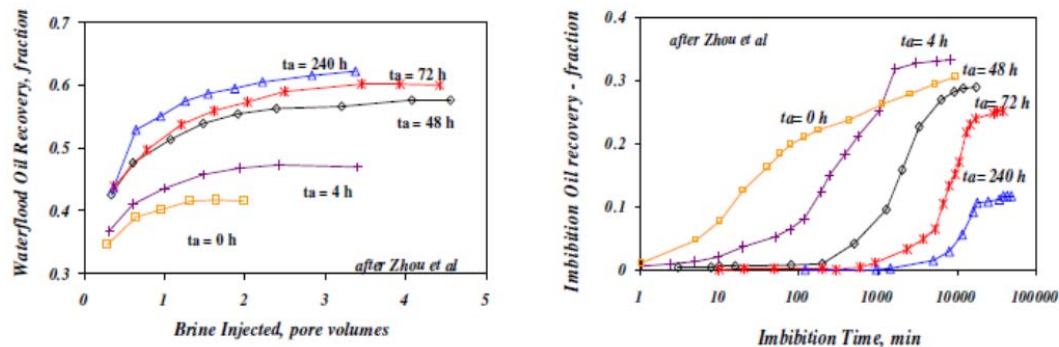 Waterflood Oil Recovery, fraction
0.7
0.6
0.5
0.4
0.3
ta = 240 h
ta = 72 h
ta = 48 h
ta = 4 h
ta = 0 h
after Zhou et al
0 1 2 3 4 5
Brine Injected, pore volumes
Imbibition Oil recovery - fraction
0.4
0.3
0.2
0.1
0
after Zhou et al
ta= 4 h
ta= 48 h
ta= 0 h
ta= 72 h
ta= 240 h
1 10 100 1000 10000 100000
Imbibition Time, min